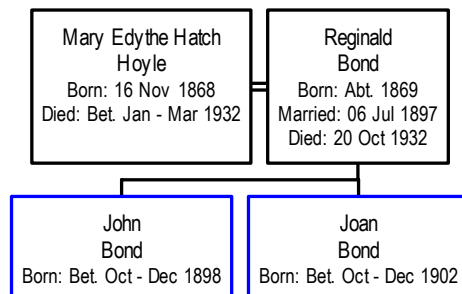 Mary Edythe Hatch
Hoyle
Born: 16 Nov 1868
Died: Bet. Jan - Mar 1932
Reginald
Bond
Born: Abt. 1869
Married: 06 Jul 1897
Died: 20 Oct 1932
John
Bond
Born: Bet. Oct - Dec 1898
Joan
Bond
Born: Bet. Oct - Dec 1902